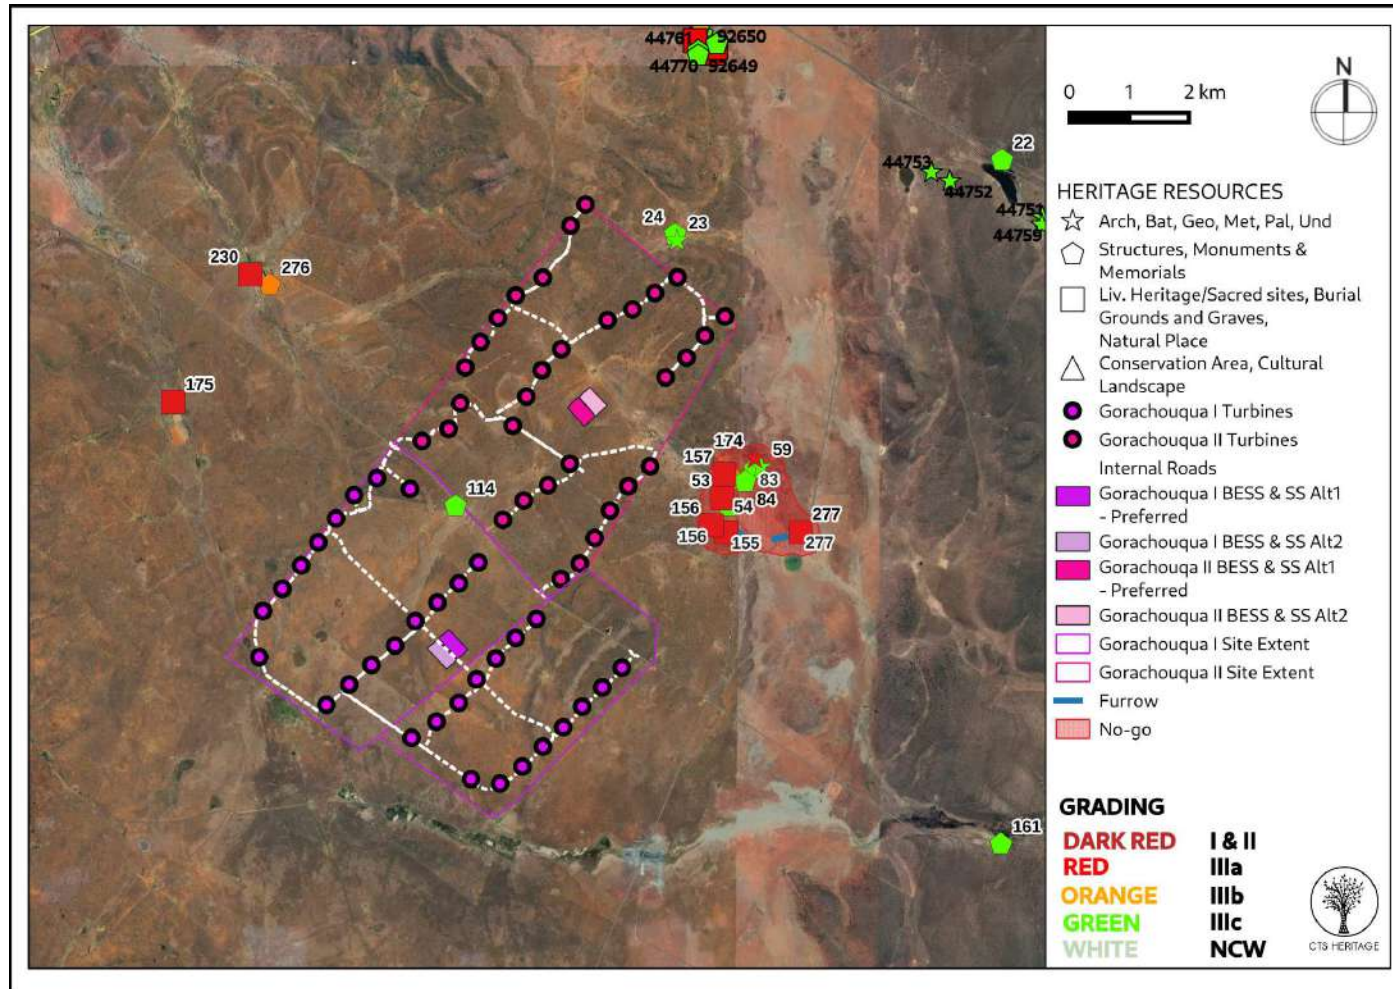 44761
92650
44770
92649
N
0 1 2 km
22
44753
44752
44751
44759
HERITAGE RESOURCES
Arch, Bat, Geo, Met, Pal, Und
Structures, Monuments &
Memorials
Liv. Heritage/Sacred sites, Burial
Grounds and Graves,
Natural Place
Conservation Area, Cultural
Landscape
Gorachouqua I Turbines
Gorachouqua II Turbines
Internal Roads
Gorachouqua I BESS & SS Alt1
- Preferred
Gorachouqua I BESS & SS Alt2
Gorachouqa II BESS & SS Alt1
- Preferred
Gorachouqua II BESS & SS Alt2
Gorachouqua I Site Extent
Gorachouqua II Site Extent
Furrow
No-go
24
23
230
276
175
174
59
157
53
83
84
114
156
54
277
156
155
277
161
GRADING
DARK RED I & II
RED IIIa
ORANGE IIIb
GREEN IIIc
WHITE NCW
CTS HERITAGE